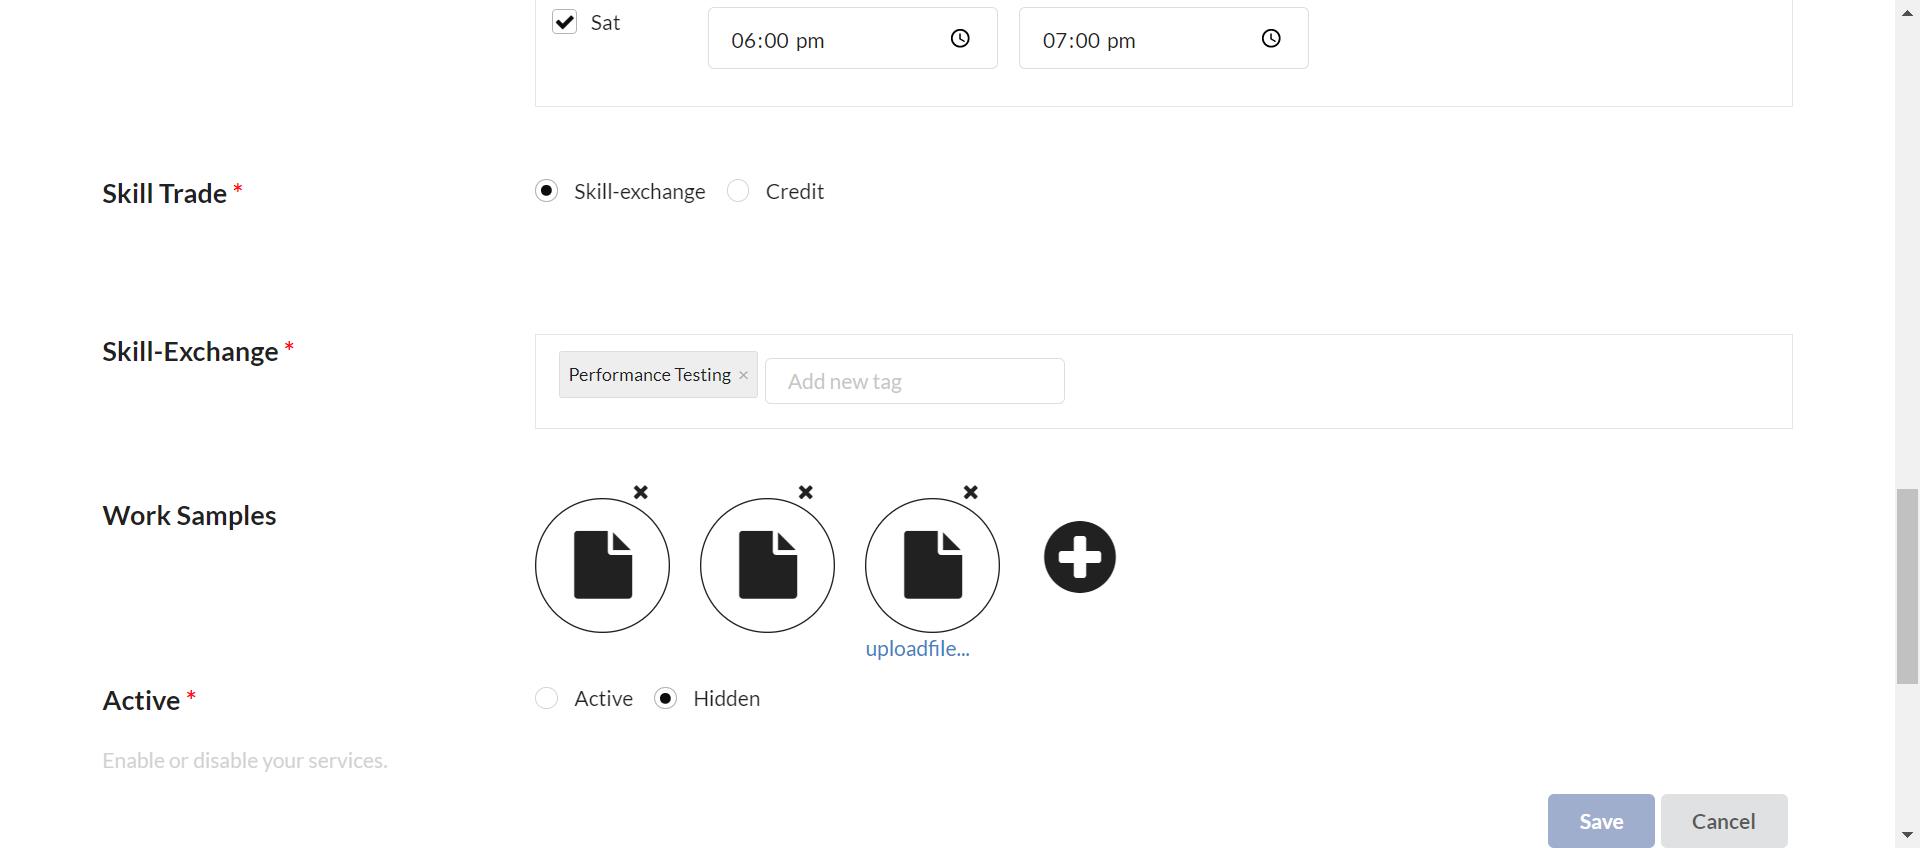 Sat
06:00 pm
07:00 pm
Skill Trade *
Skill-exchange
Credit
Skill-Exchange *
Performance Testing ×
Add new tag
Work Samples
uploadfile...
Active *
Active
Hidden
Enable or disable your services.
Save
Cancel